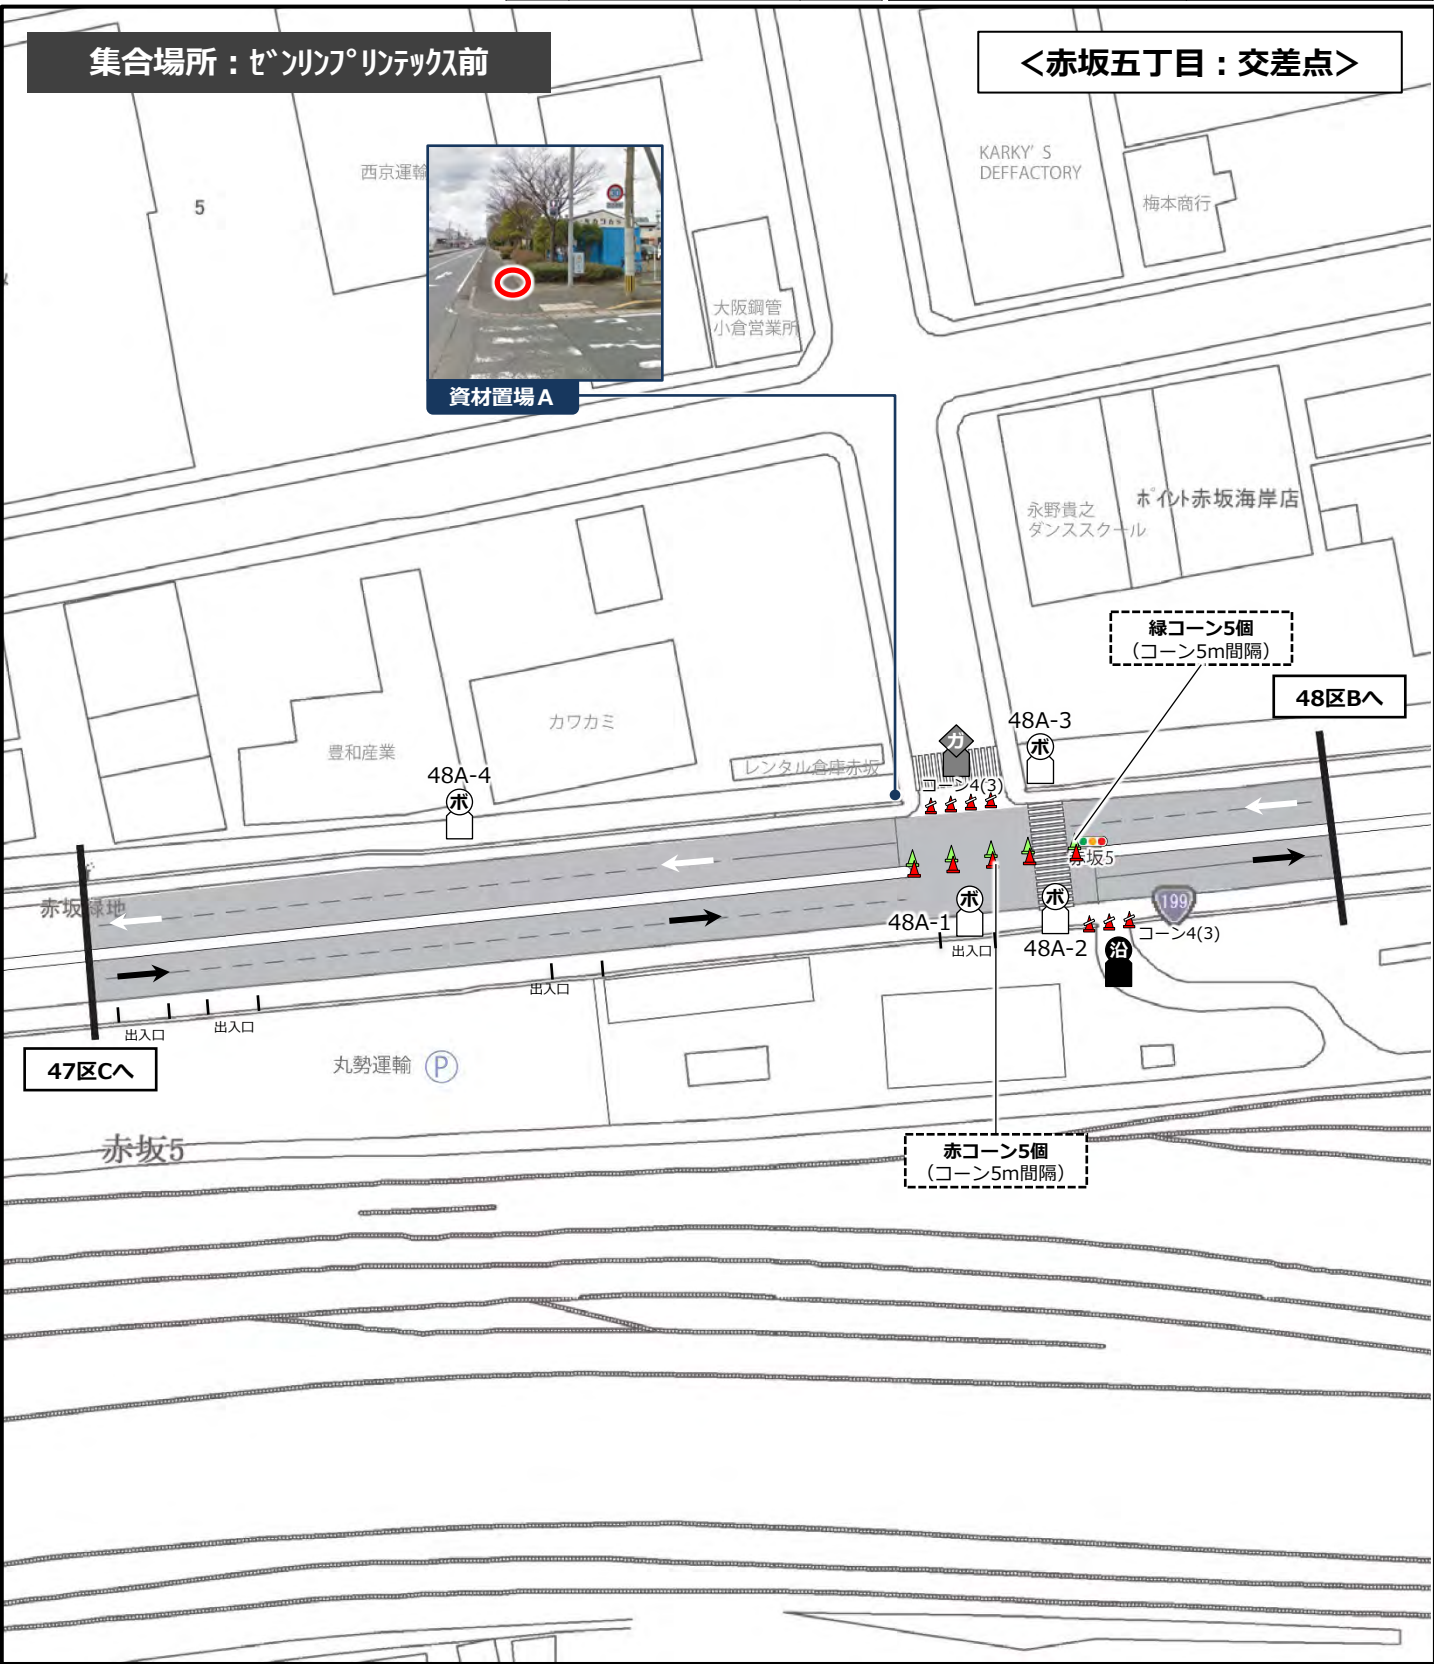 集合場所：ｾﾞﾝﾘﾝﾌﾟﾘﾝﾃｯｸｽ前
＜赤坂五丁目：交差点＞
西京運輸
5
KARKY' S
DEFFACTORY
梅本商行
大阪鋼管
小倉営業所
資材置場A
永野貴之
ダンススクール
ﾎﾟｲﾝﾄ赤坂海岸店
緑コーン5個
（コーン5m間隔）
48区Bへ
カワカミ
豊和産業
レンタル倉庫赤坂
48A-4
ボ
ガ
コーン4(3)
48A-3
ボ
赤坂5
赤坂緑地
199
コーン4(3)
48A-1
ボ
48A-2
ボ
沿
出入口
出入口
出入口
出入口
47区Cへ
丸勢運輸
P
赤坂5
赤コーン5個
（コーン5m間隔）